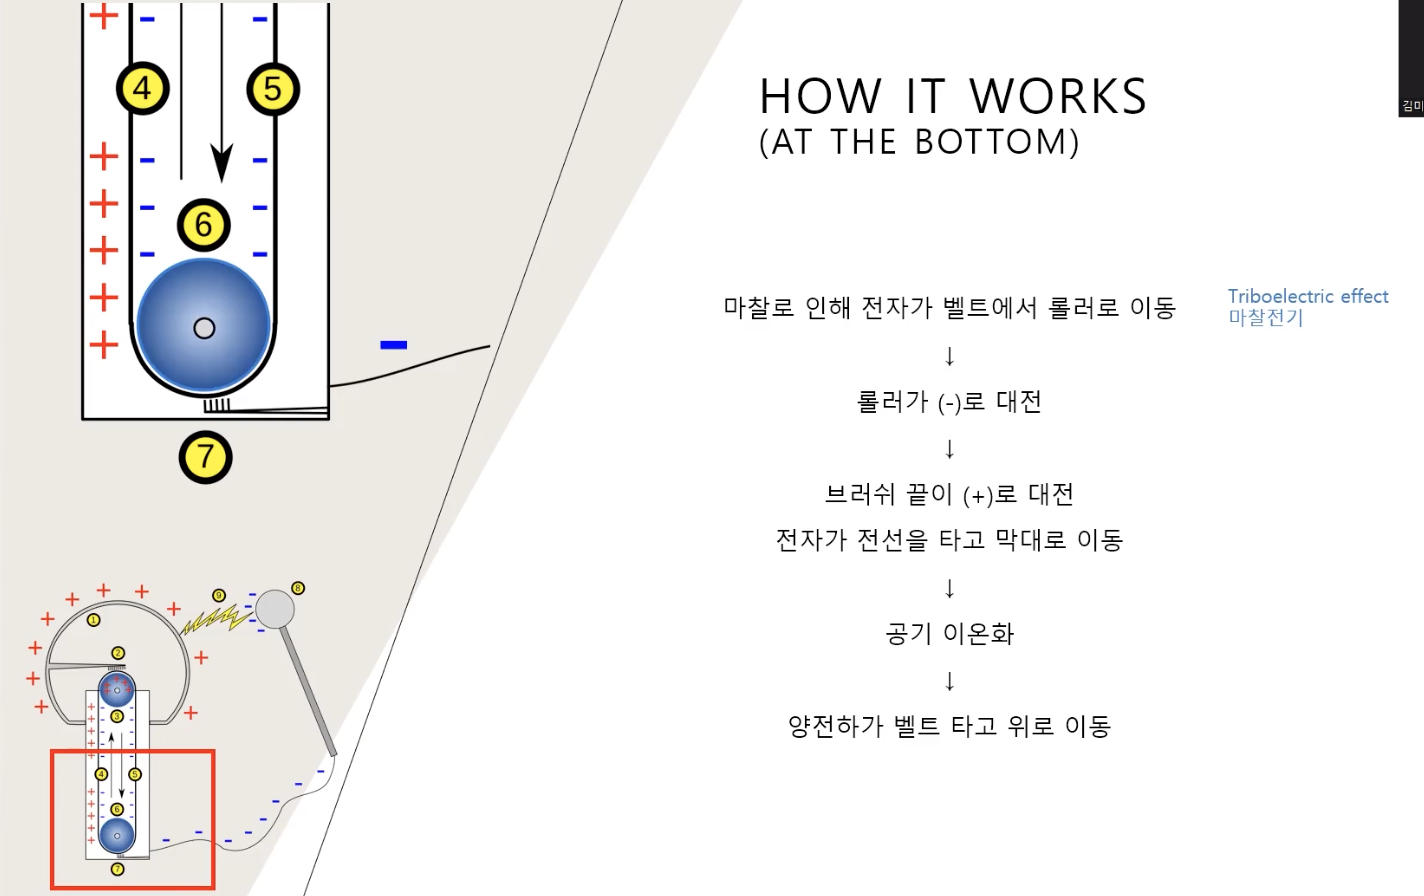 HOW IT WORKS
(AT THE BOTTOM)
마찰로 인해 전자가 벨트에서 롤러로 이동
Triboelectric effect
마찰전기
↓
롤러가 (-)로 대전
↓
브러쉬 끝이 (+)로 대전
전자가 전선을 타고 막대로 이동
↓
공기 이온화
↓
양전하가 벨트 타고 위로 이동
4
5
6
7
1
2
3
4
5
6
7
8
9
김미